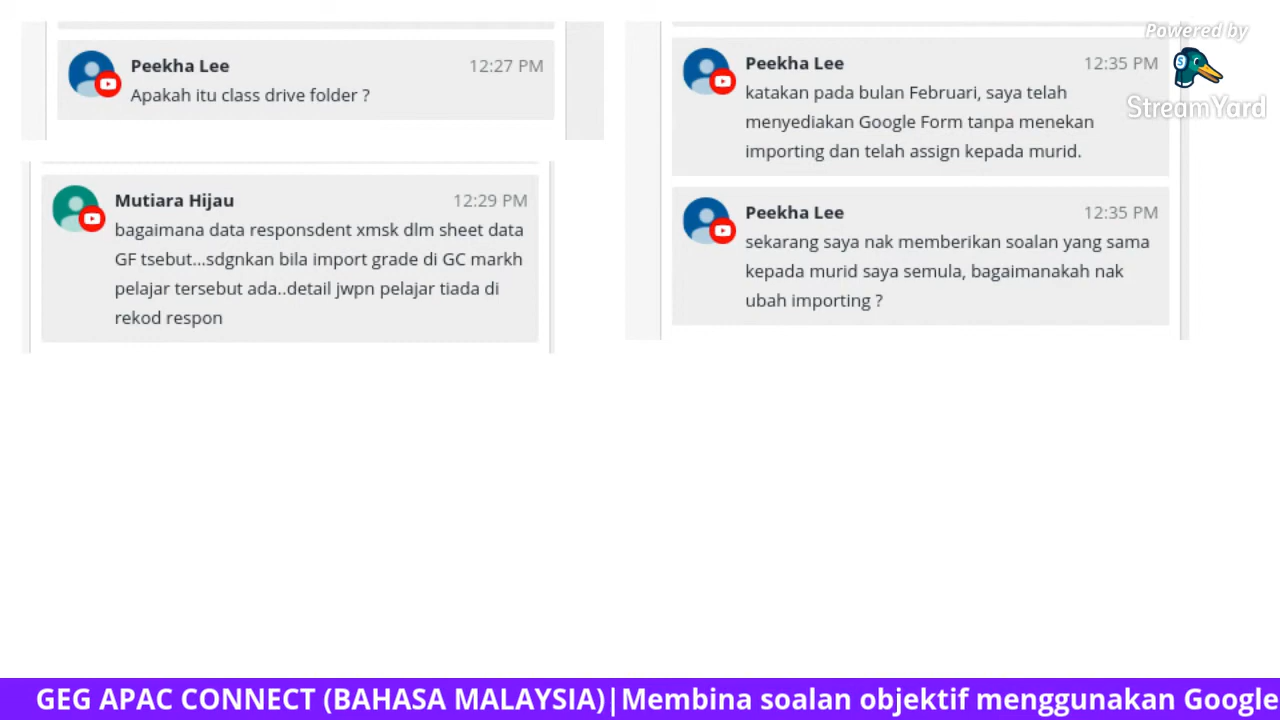 Peekha Lee 12:27 PM
Apakah itu class drive folder ?
Mutiara Hijau 12:29 PM
bagaimana data responsdent xmsk dlm sheet data
GF tsebut...sdgnkan bila import grade di GC markh
pelajar tersebut ada..detail jwpn pelajar tiada di
rekod respon
Peekha Lee 12:35 PM
katakan pada bulan Februari, saya telah
menyediakan Google Form tanpa menekan
importing dan telah assign kepada murid.
Peekha Lee 12:35 PM
sekarang saya nak memberikan soalan yang sama
kepada murid saya semula, bagaimanakah nak
ubah importing ?
Powered by
S
StreamYard
GEG APAC CONNECT (BAHASA MALAYSIA)|Membina soalan objektif menggunakan Google